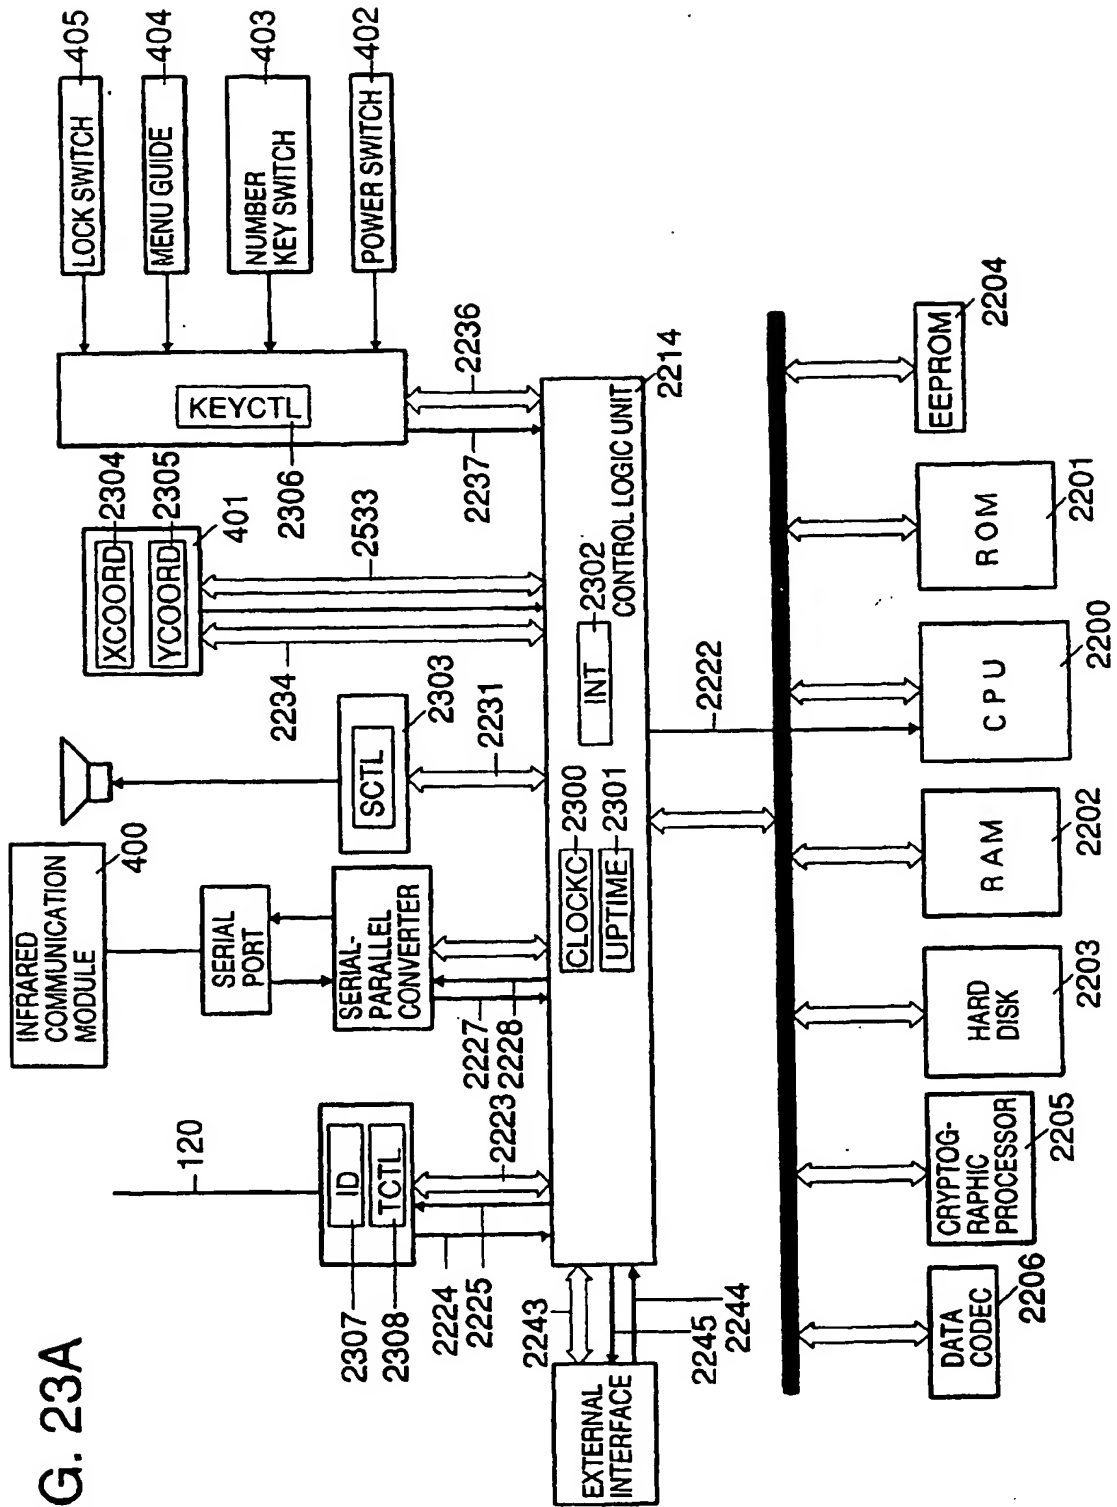 G. 23A
INFRARED
COMMUNICATION
MODULE
400
120
SERIAL
PORT
SERIAL-
PARALLEL
CONVERTER
SCTL
2303
2231
XCOORD
YCOORD
2304
2305
401
2234
2533
KEYCTL
2306
2237
2236
LOCK SWITCH
405
MENU GUIDE
404
NUMBER
KEY SWITCH
403
POWER SWITCH
402
ID
TCTL
2307
2308
2224
2225
2223
2227
2228
EXTERNAL
INTERFACE
2243
2245
2244
CLOCKC
2300
UPTIME
2301
INT
2302
CONTROL LOGIC UNIT
2214
2222
DATA
CODEC
2206
CRYPTOG-
RAPHIC
PROCESSOR
2205
HARD
DISK
2203
RAM
2202
CPU
2200
ROM
2201
EEPROM
2204